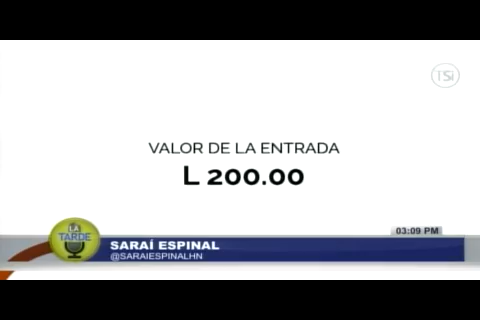 TSi
VALOR DE LA ENTRADA
L 200.00
LA
TARDE
03:09 PM
SARAÍ ESPINAL
@SARAIESPINALHN